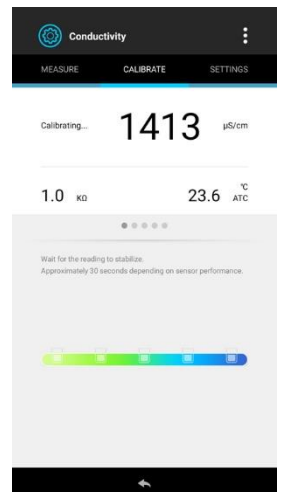 Conductivity
MEASURE CALIBRATE SETTINGS
Calibrating... 1413 µS/cm
1.0 KΩ 23.6 °C ATC
Wait for the reading to stabilize.
Approximately 30 seconds depending on sensor performance.